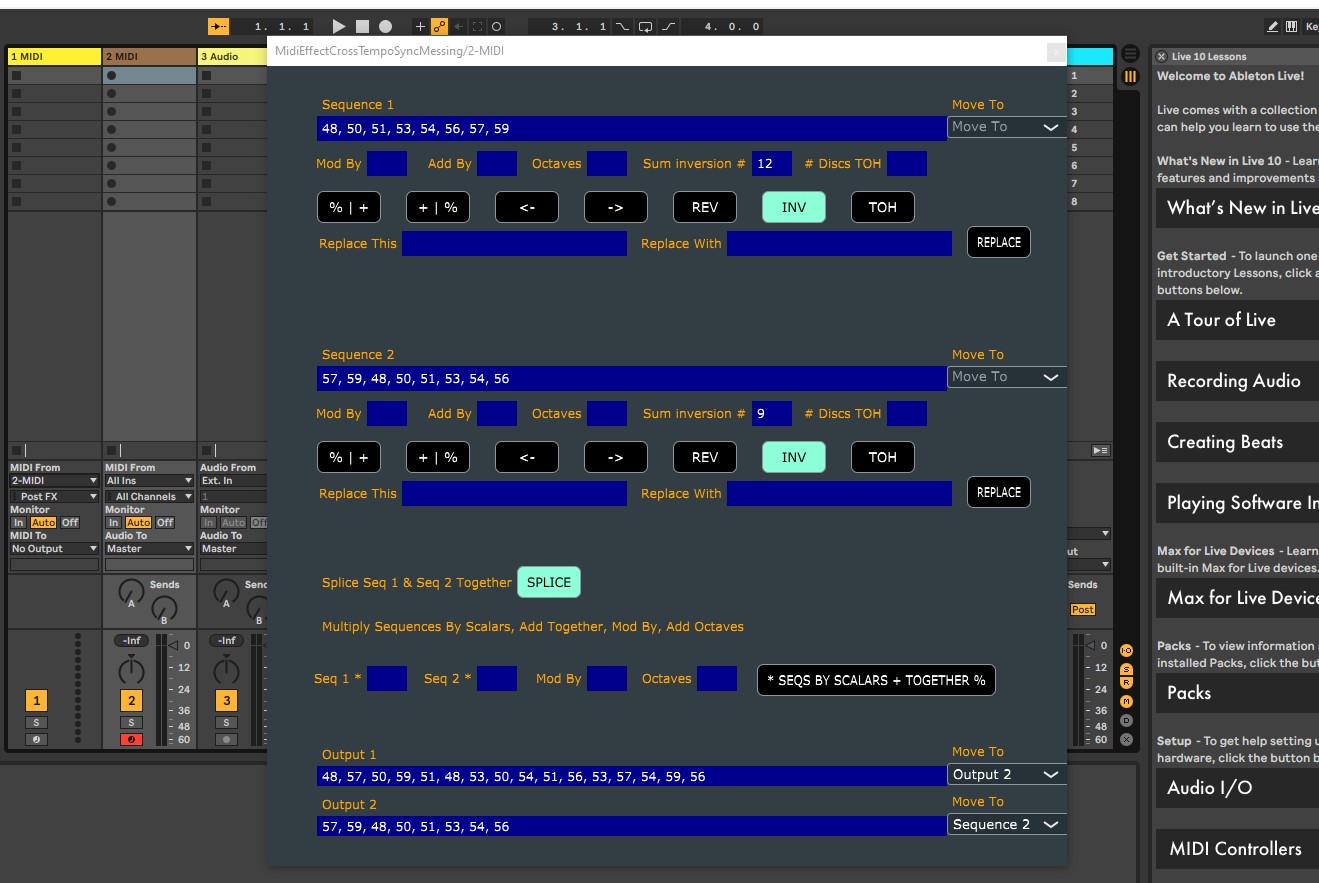 1. 1. 1
3. 1. 1
4. 0. 0
Ke
MidiEffectCrossTempoSyncMessing/2-MIDI
1 MIDI
2 MIDI
3 Audio
Live 10 Lessons
Welcome to Ableton Live!
Live comes with a collection
can help you learn to use the
What's New in Live 10 - Learn
features and improvements
What's New in Live
Get Started - To launch one
introductory Lessons, click a
buttons below.
A Tour of Live
Recording Audio
Creating Beats
Playing Software In
Max for Live Devices - Learn
built-in Max for Live devices.
Max for Live Device
Packs - To view information
installed Packs, click the but
Packs
Setup - To get help setting u
hardware, click the button b
Audio I/O
MIDI Controllers
1
2
3
4
5
6
7
8
Sequence 1
Move To
48, 50, 51, 53, 54, 56, 57, 59
Move To
Mod By
Add By
Octaves
Sum inversion # 12
# Discs TOH
% | +
+ | %
<-
->
REV
INV
TOH
Replace This
Replace With
REPLACE
Sequence 2
Move To
57, 59, 48, 50, 51, 53, 54, 56
Move To
Mod By
Add By
Octaves
Sum inversion # 9
# Discs TOH
% | +
+ | %
<-
->
REV
INV
TOH
Replace This
Replace With
REPLACE
Splice Seq 1 & Seq 2 Together SPLICE
Multiply Sequences By Scalars, Add Together, Mod By, Add Octaves
Seq 1 *
Seq 2 *
Mod By
Octaves
* SEQS BY SCALARS + TOGETHER %
Output 1
Move To
48, 57, 50, 59, 51, 48, 53, 50, 54, 51, 56, 53, 57, 54, 59, 56
Output 2
Output 2
Move To
57, 59, 48, 50, 51, 53, 54, 56
Sequence 2
MIDI From
2-MIDI
Post FX
Monitor
In Auto Off
MIDI To
No Output
MIDI From
All Ins
All Channels
Monitor
In Auto Off
Audio To
Master
Audio From
Ext. In
1
Monitor
In Auto Off
Audio To
Master
Sends
A
B
Send
A
B
-Inf
-Inf
0
12
24
36
48
60
1
2
3
S
S
S
ut
Sends
Post
0
12
24
36
48
60
I·O
S
R
M
D
X